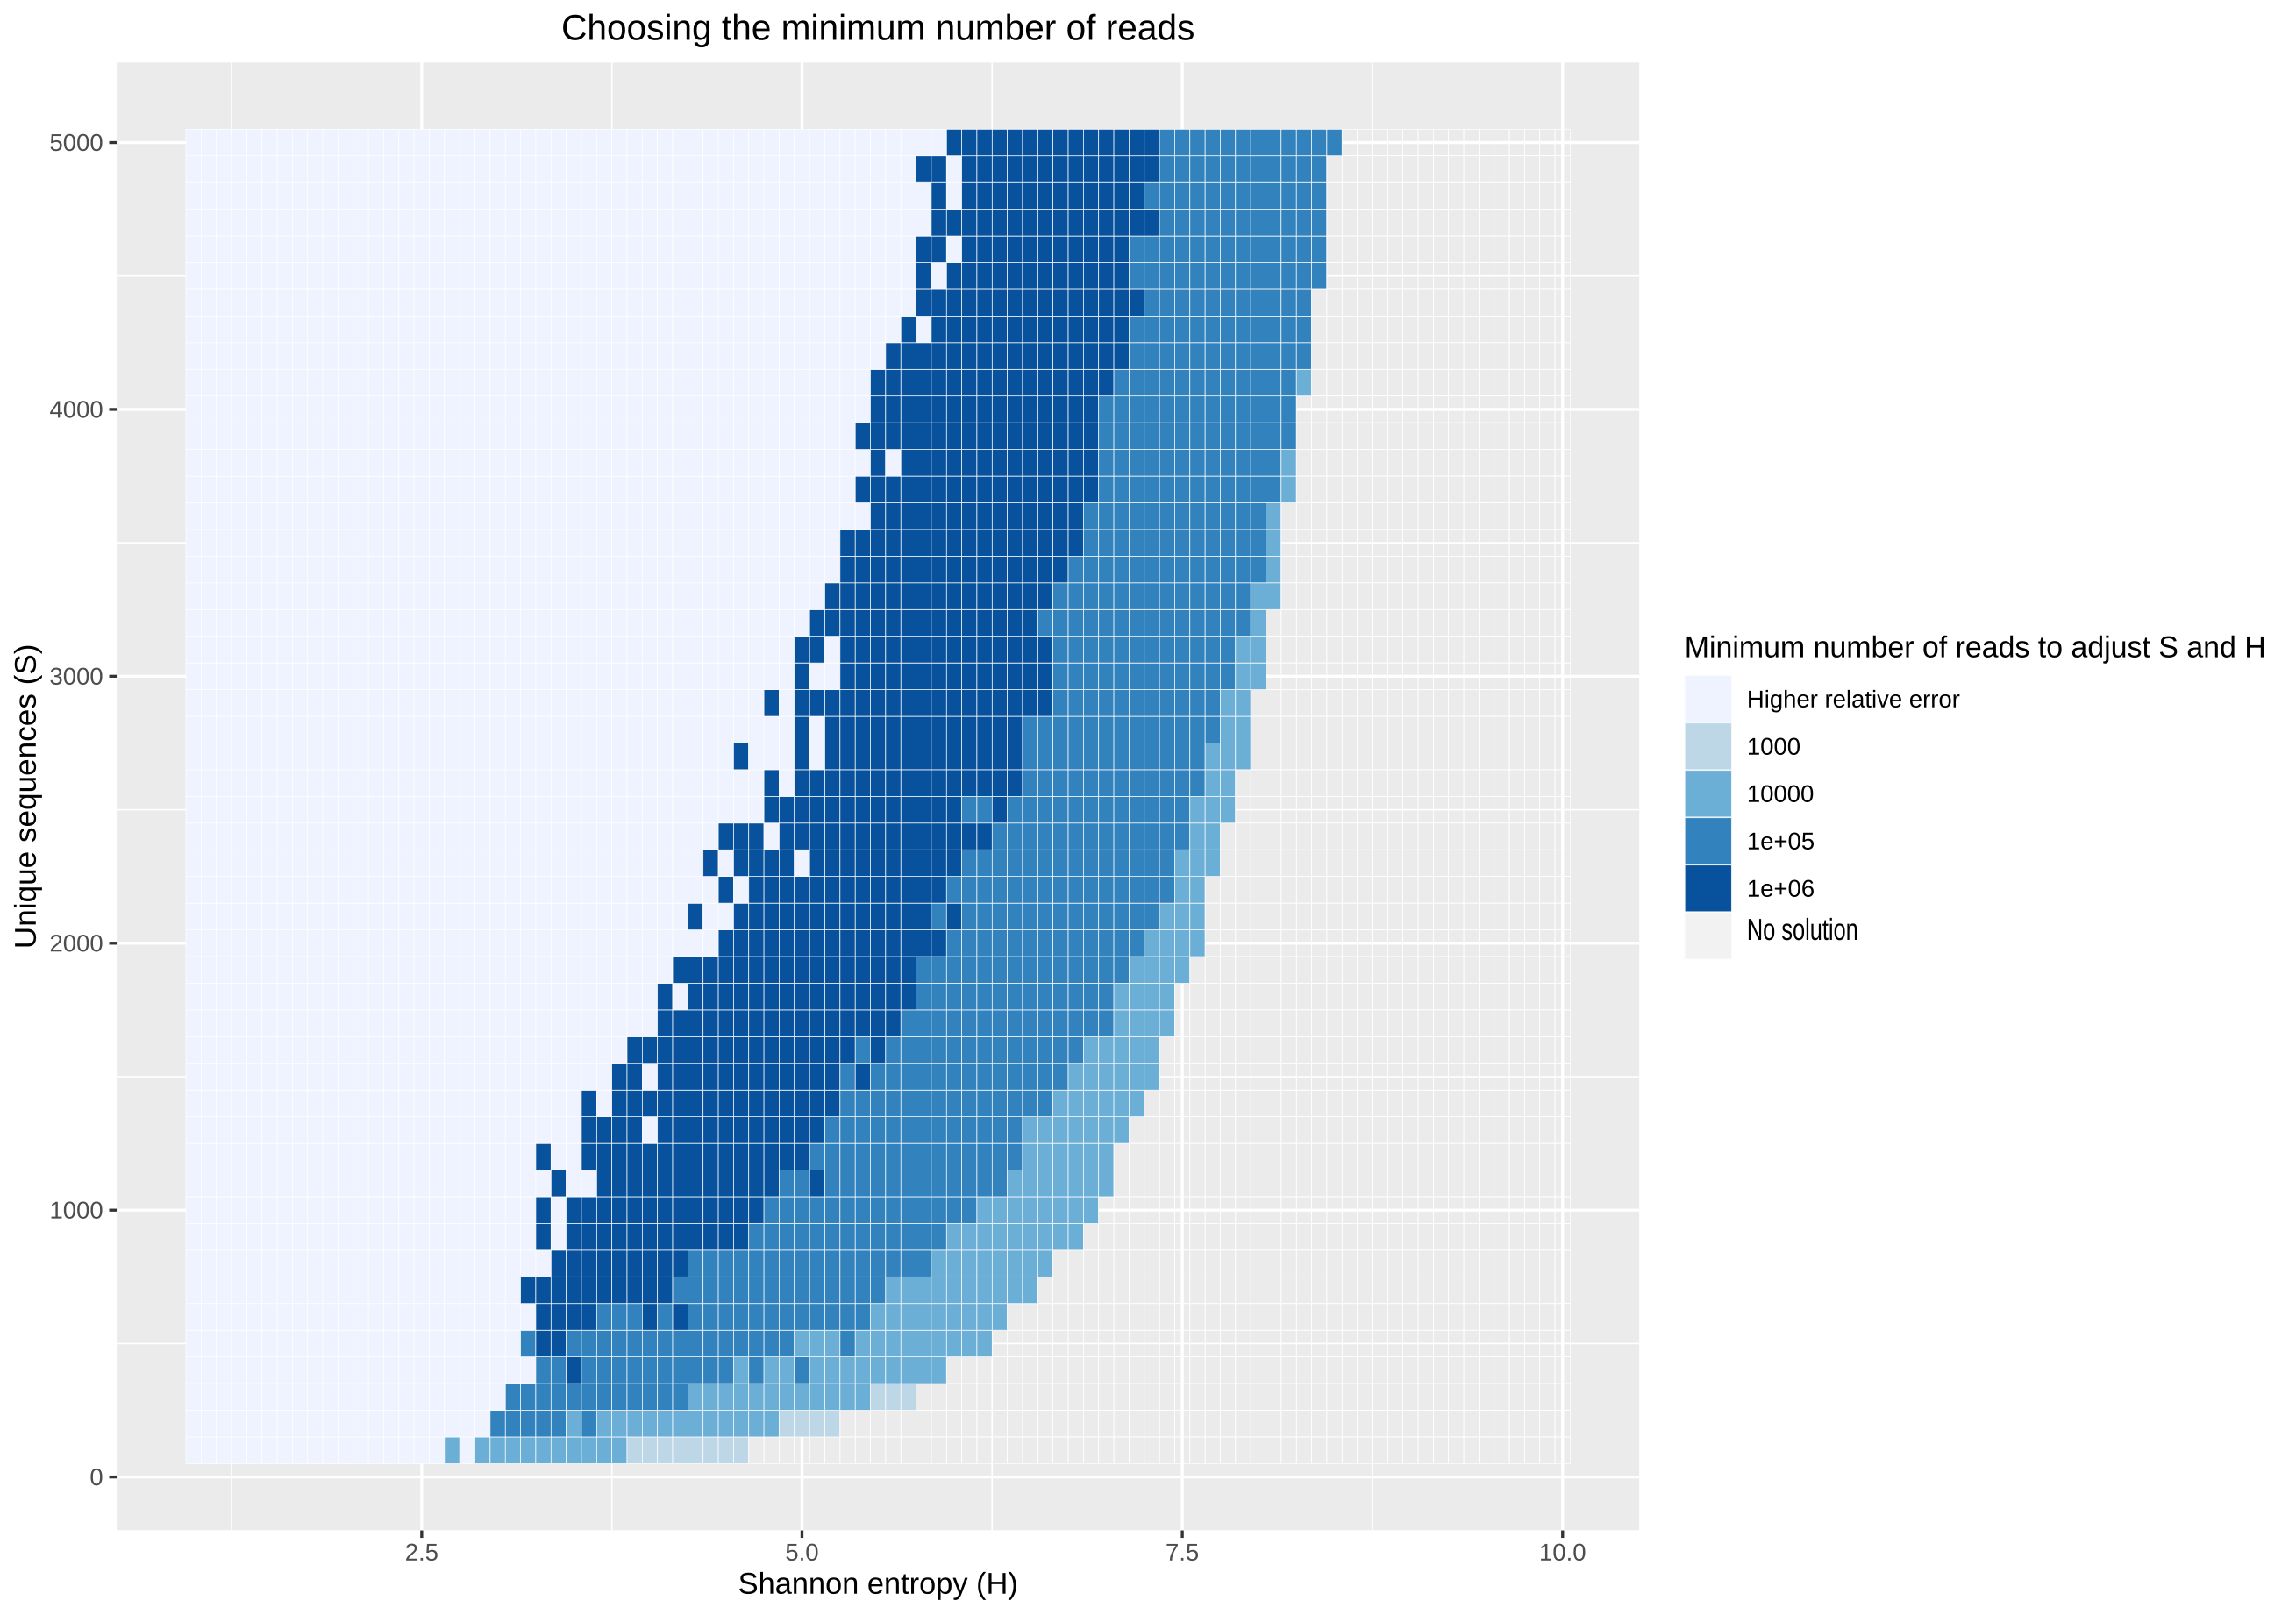 Choosing the minimum number of reads
Unique sequences (S)
5000
4000
3000
2000
1000
0
2.5 5.0 7.5 10.0
Shannon entropy (H)
Minimum number of reads to adjust S and H
Higher relative error
1000
10000
1e+05
1e+06
No solution